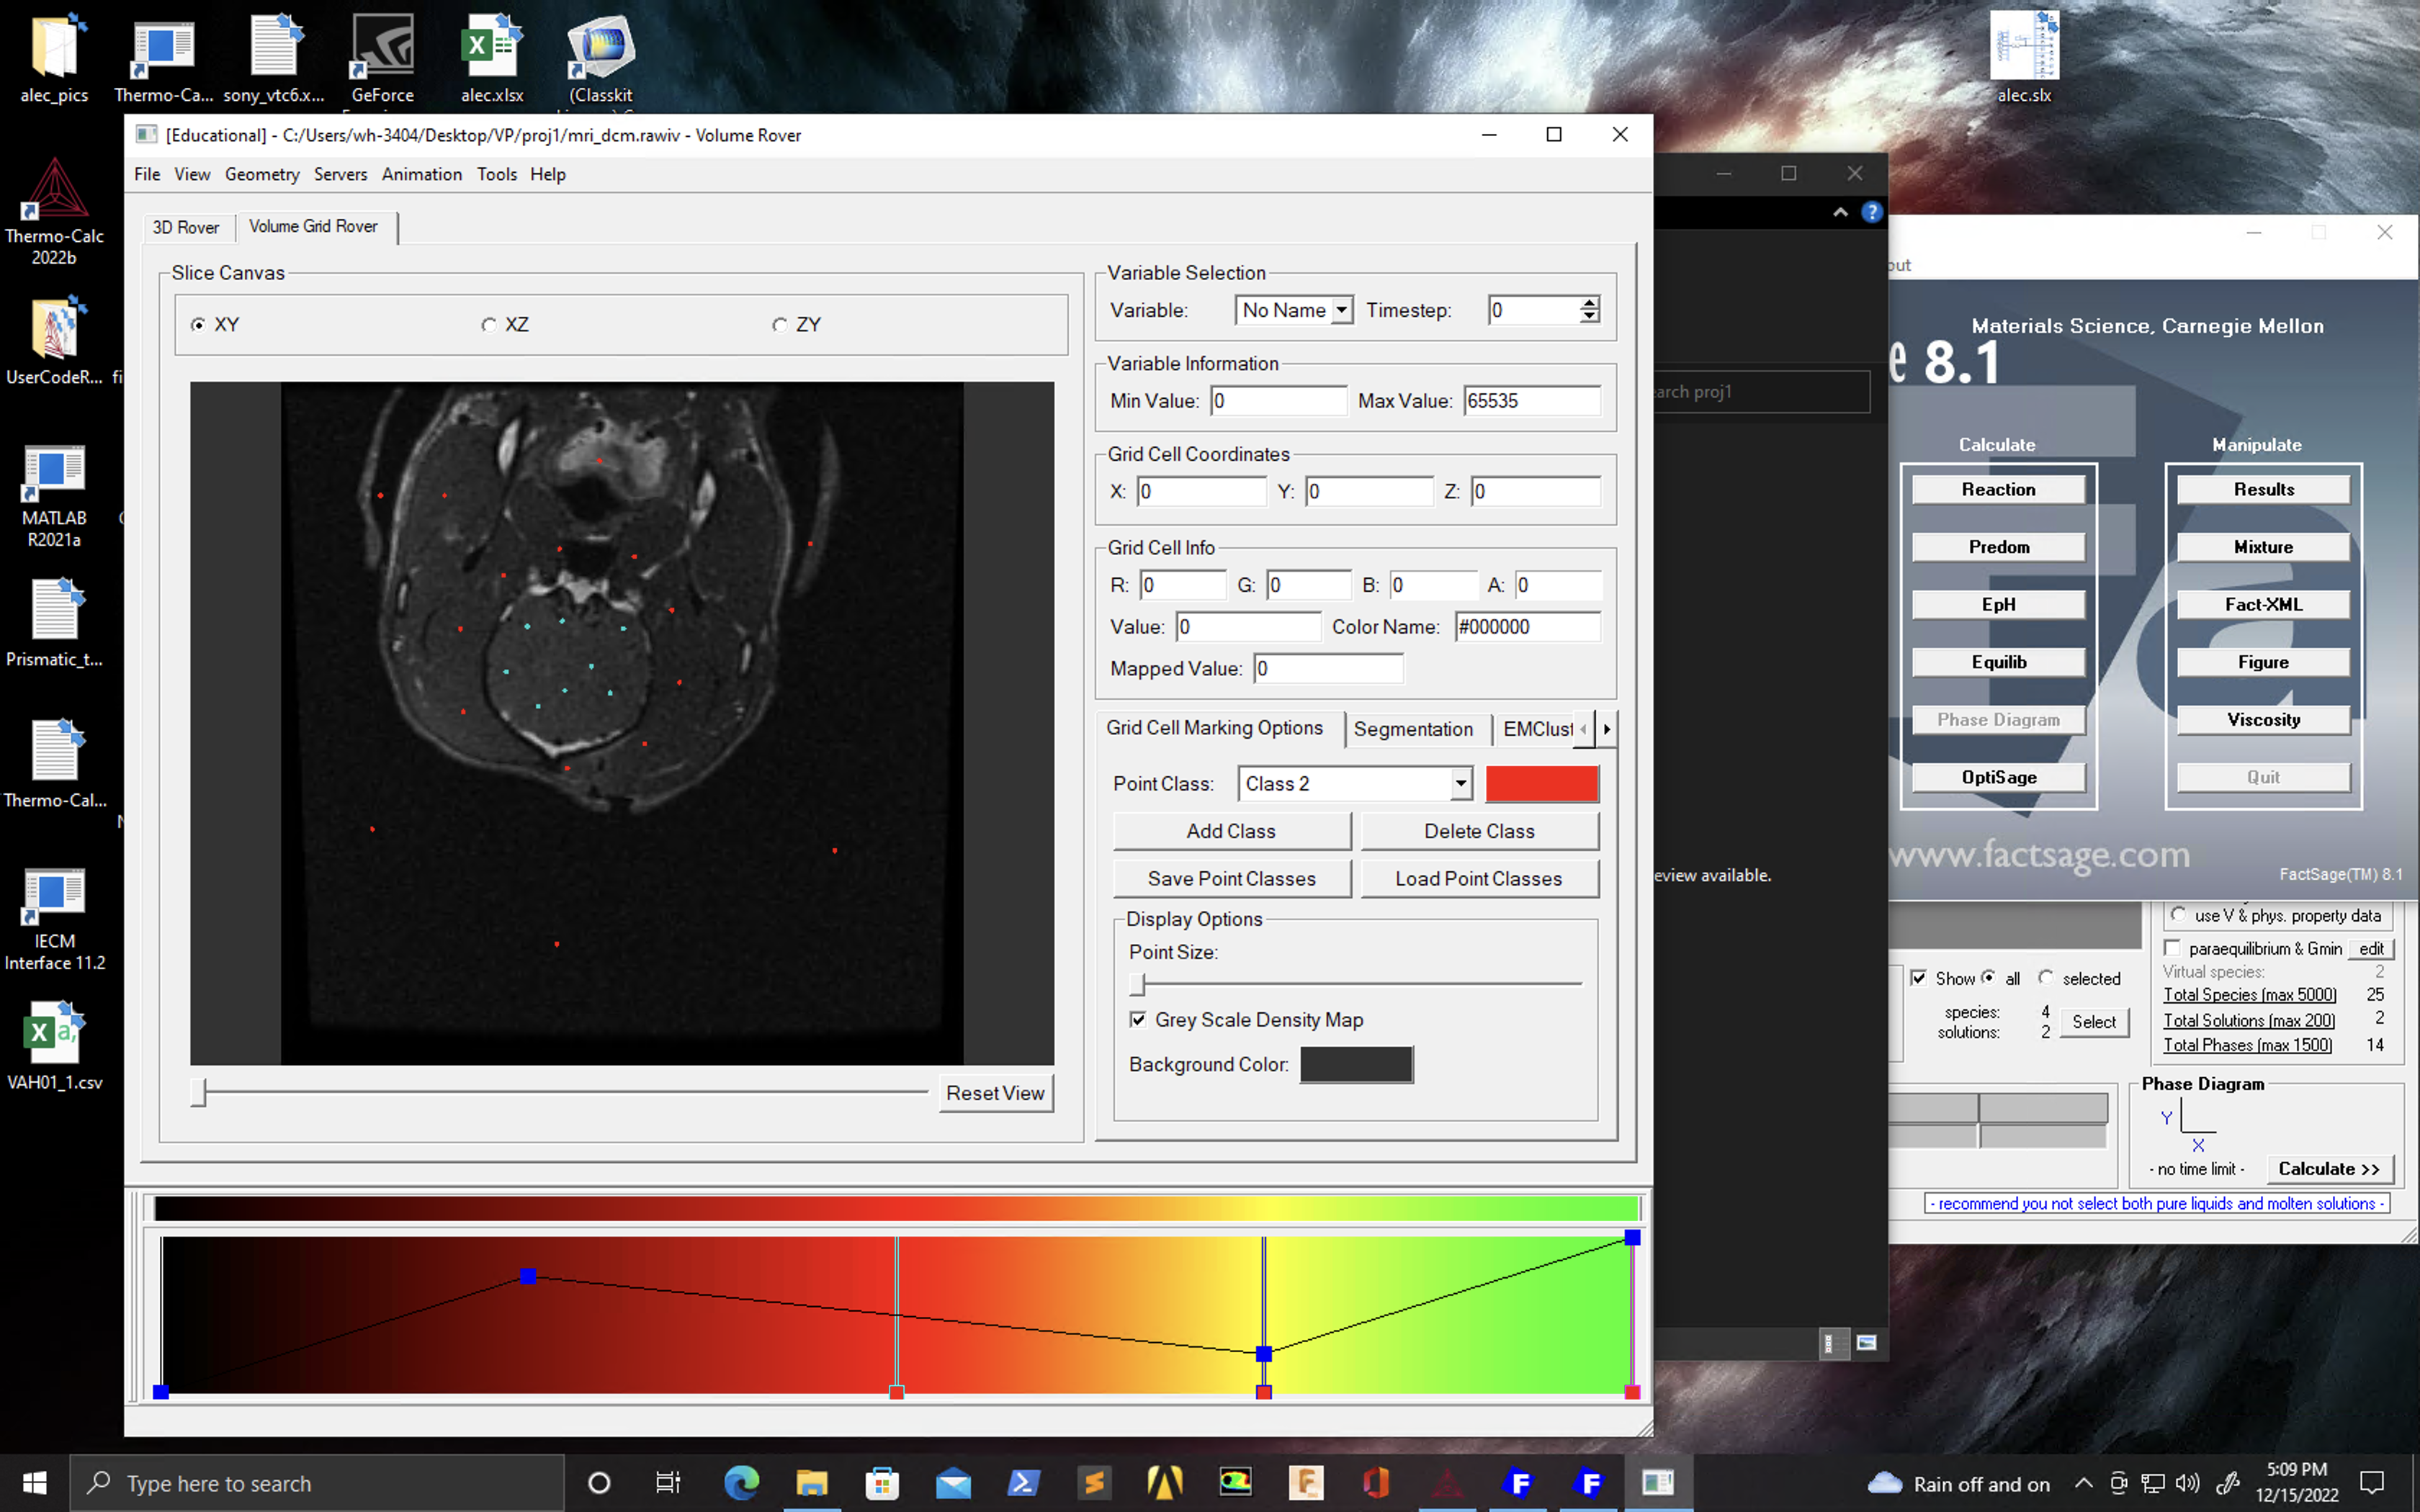 alec_pics
Thermo-Ca...
sony_vtc6.x...
GeForce
alec.xlsx
(Classkit
alec.slx
Thermo-Calc
2022b
UserCodeR...
MATLAB
R2021a
Prismatic_t...
Thermo-Cal...
IECM
Interface 11.2
VAH01_1.csv
[Educational] - C:/Users/wh-3404/Desktop/VP/proj1/mri_dcm.rawiv - Volume Rover
File View Geometry Servers Animation Tools Help
3D Rover
Volume Grid Rover
Slice Canvas
XY
XZ
ZY
Reset View
Variable Selection
Variable: No Name Timestep: 0
Variable Information
Min Value: 0 Max Value: 65535
Grid Cell Coordinates
X: 0 Y: 0 Z: 0
Grid Cell Info
R: 0 G: 0 B: 0 A: 0
Value: 0 Color Name: #000000
Mapped Value: 0
Grid Cell Marking Options Segmentation EMClust
Point Class: Class 2
Add Class Delete Class
Save Point Classes Load Point Classes
Display Options
Point Size:
Grey Scale Density Map
Background Color:
earch proj1
eview available.
out
Materials Science, Carnegie Mellon
e 8.1
Calculate
Manipulate
Reaction
Results
Predom
Mixture
EpH
Fact-XML
Equilib
Figure
Phase Diagram
Viscosity
OptiSage
Quit
www.factsage.com
FactSage(TM) 8.1
use V & phys. property data
paraequilibrium & Gmin edit
Virtual species: 2
Total Species (max 5000) 25
Total Solutions (max 200) 2
Total Phases (max 1500) 14
Show all selected
species: 4
solutions: 2
Select
Phase Diagram
Y
X
- no time limit - Calculate >>
- recommend you not select both pure liquids and molten solutions -
Type here to search
Rain off and on
5:09 PM
12/15/2022